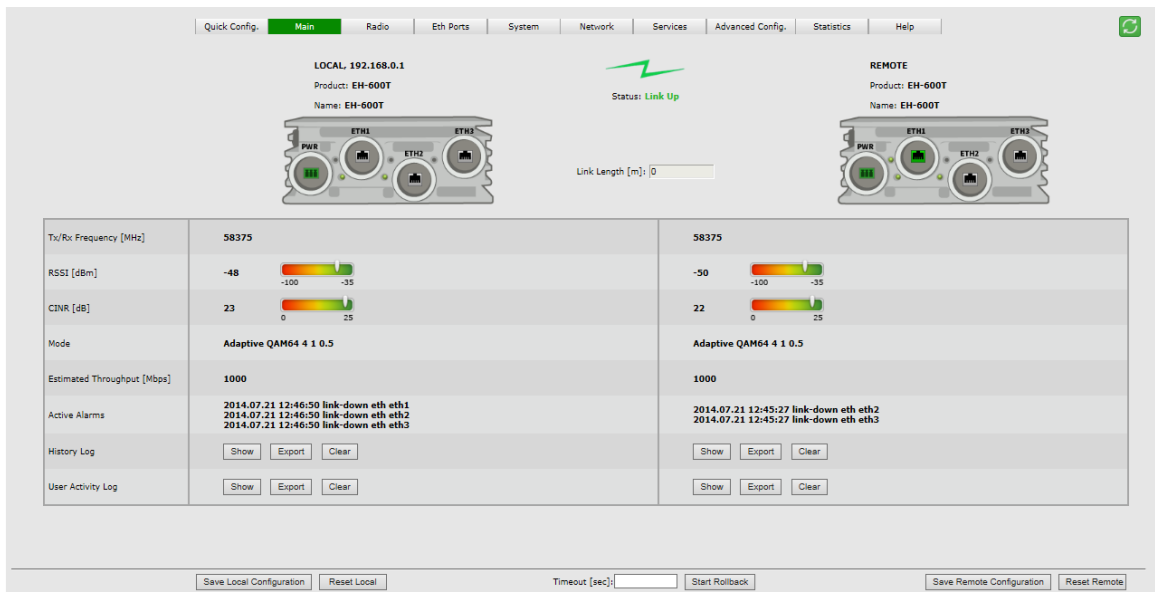 Quick Config. Main Radio Eth Ports System Network Services Advanced Config. Statistics Help
LOCAL, 192.168.0.1
Product: EH-600T
Name: EH-600T
ETH1 ETH3
PWR
ETH2
Status: Link Up
Link Length [m]: 0
REMOTE
Product: EH-600T
Name: EH-600T
ETH1 ETH3
PWR
ETH2
Tx/Rx Frequency [MHz] 58375 58375
RSSI [dBm] -48 -50
-100 -35 -100 -35
CINR [dB] 23 22
0 25 0 25
Mode Adaptive QAM64 4 1 0.5 Adaptive QAM64 4 1 0.5
Estimated Throughput [Mbps] 1000 1000
Active Alarms
2014.07.21 12:46:50 link-down eth eth1
2014.07.21 12:46:50 link-down eth eth2
2014.07.21 12:46:50 link-down eth eth3
2014.07.21 12:45:27 link-down eth eth2
2014.07.21 12:45:27 link-down eth eth3
History Log Show Export Clear Show Export Clear
User Activity Log Show Export Clear Show Export Clear
Save Local Configuration Reset Local Timeout [sec]: Start Rollback Save Remote Configuration Reset Remote